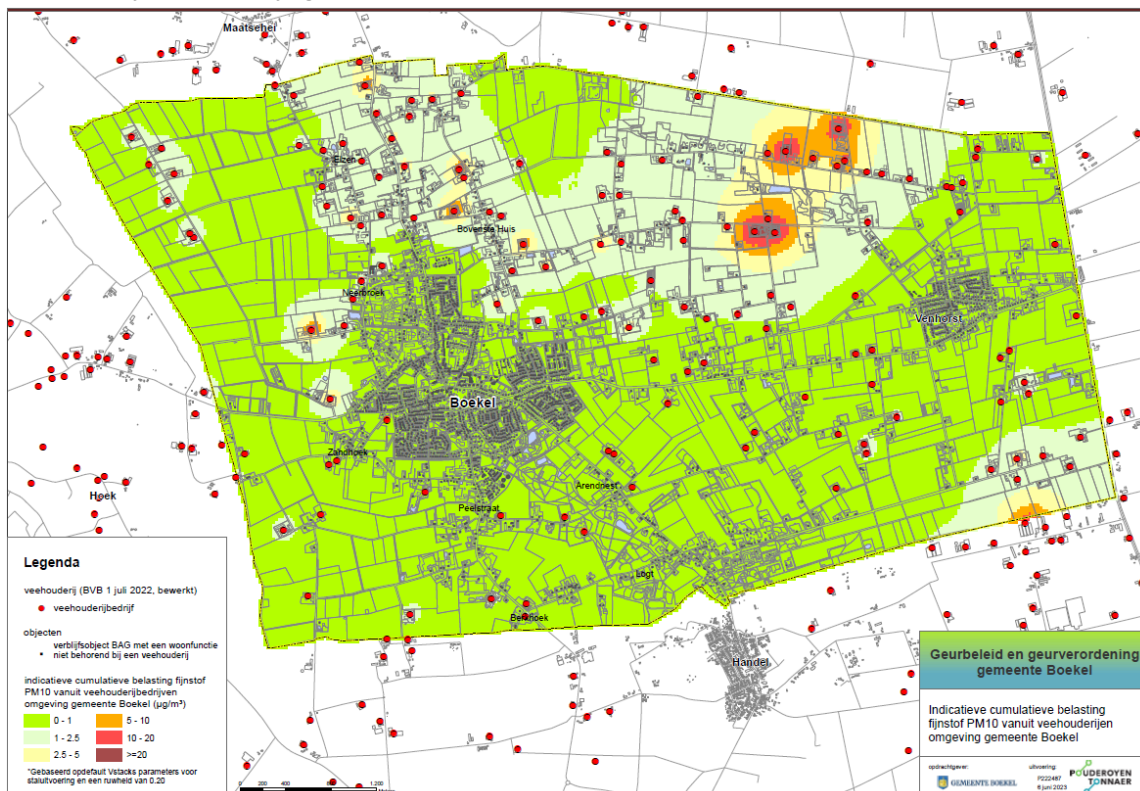 Maatsehei
Elzen
Bovenste Huis
Neerbroek
Venhorst
Boekel
Zandhoek
Arendnest
Hoek
Peelstraat
Logt
Berkhoek
Handel
Legenda
veehouderij (BVB 1 juli 2022, bewerkt)
veehouderijbedrijf
objecten
verblijfsobject BAG met een woonfunctie
niet behorend bij een veehouderij
indicatieve cumulatieve belasting fijnstof
PM10 vanuit veehouderijbedrijven
omgeving gemeente Boekel (µg/m³)
0 - 1 5 - 10
1 - 2.5 10 - 20
2.5 - 5 >=20
*Gebaseerd opdefault Vstacks parameters voor
staluitvoering en een ruwheid van 0.20
0 400 800 1.200
Geurbeleid en geurverordening
gemeente Boekel
Indicatieve cumulatieve belasting
fijnstof PM10 vanuit veehouderijen
omgeving gemeente Boekel
opdrachtgever: uitvoering:
GEMEENTE BOEKEL
P222487
6 juni 2023
POUDEROYEN
TONNAER